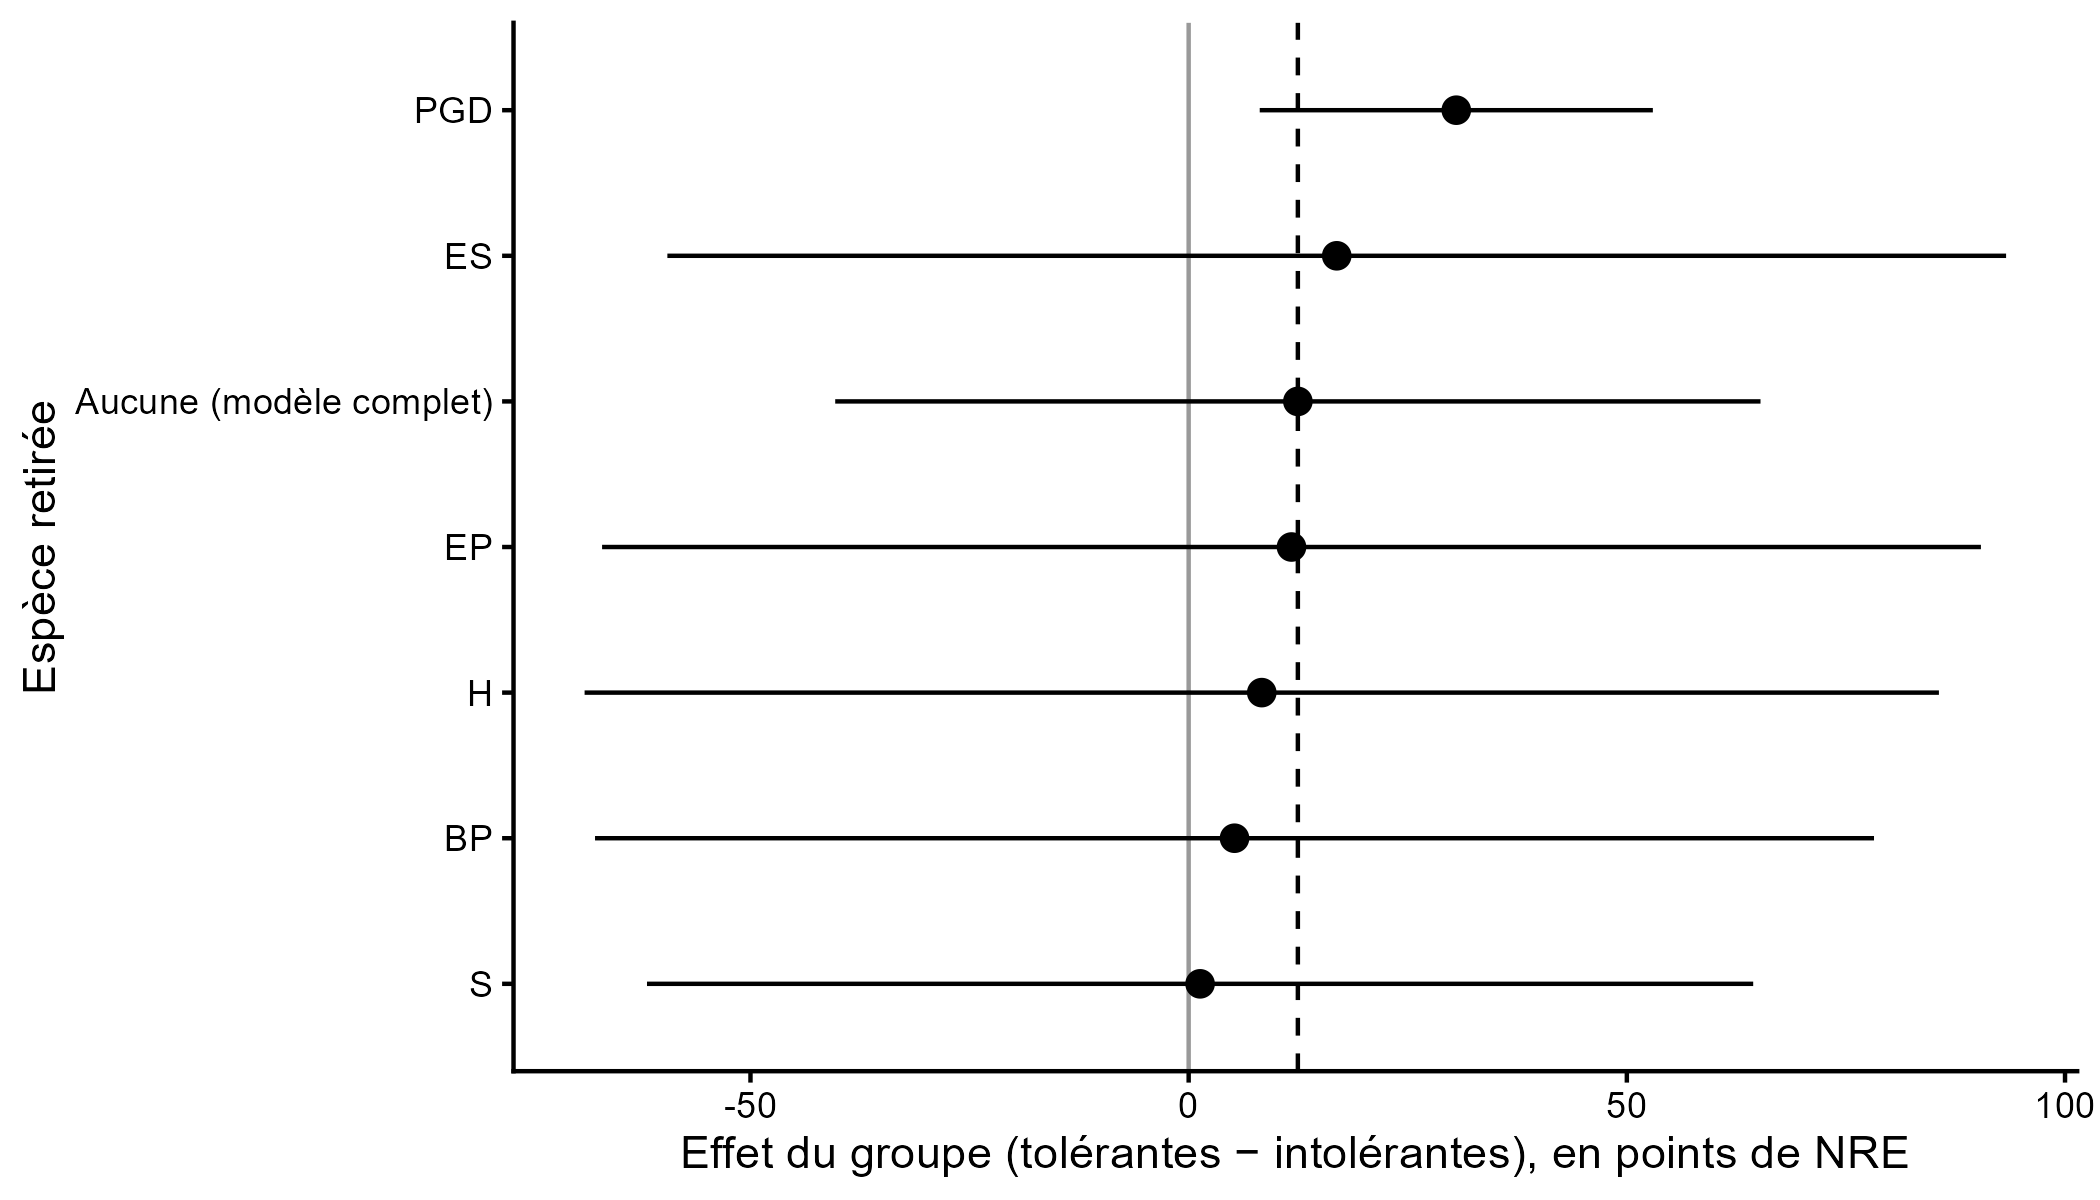 PGD
ES
Aucune (modèle complet)
EP
H
BP
S
Espèce retirée
-50 0 50 100
Effet du groupe (tolérantes − intolérantes), en points de NRE